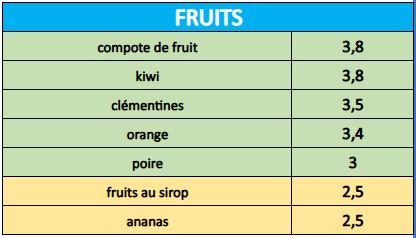 FRUITS
compote de fruit 3,8
kiwi 3,8
clémentines 3,5
orange 3,4
poire 3
fruits au sirop 2,5
ananas 2,5